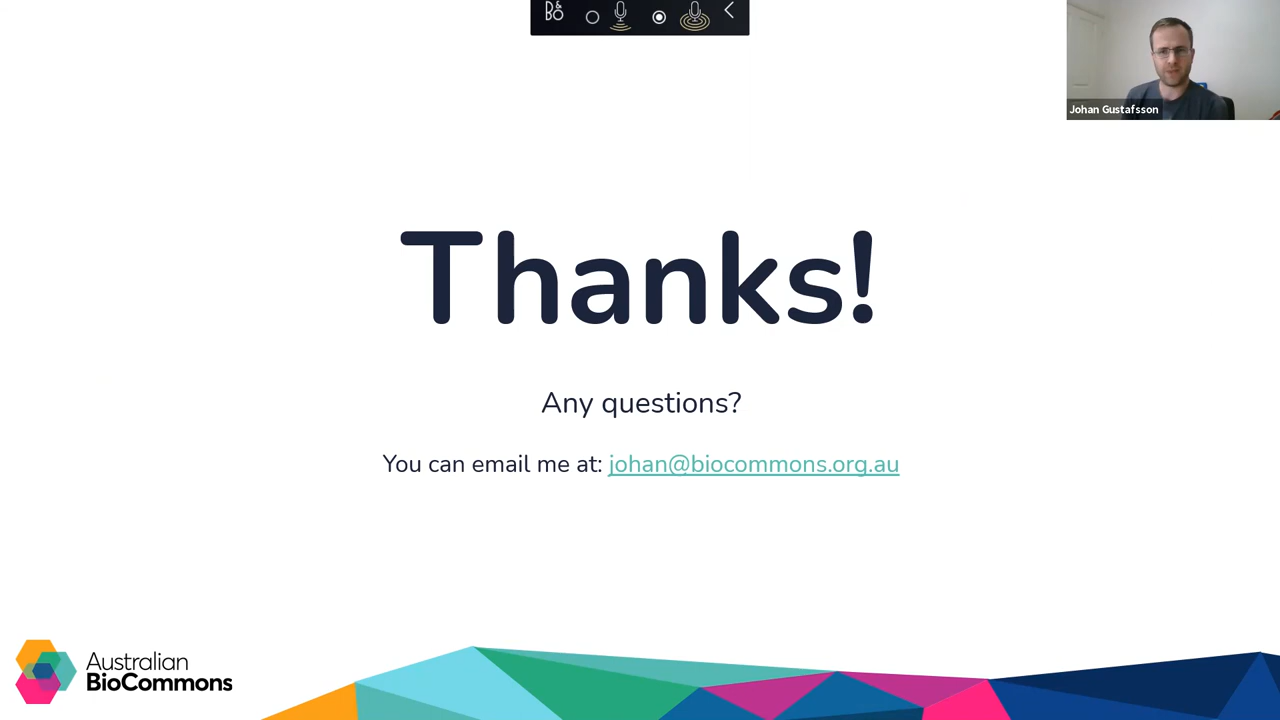 B&O
Johan Gustafsson
Thanks!
Any questions?
You can email me at: johan@biocommons.org.au
Australian
BioCommons